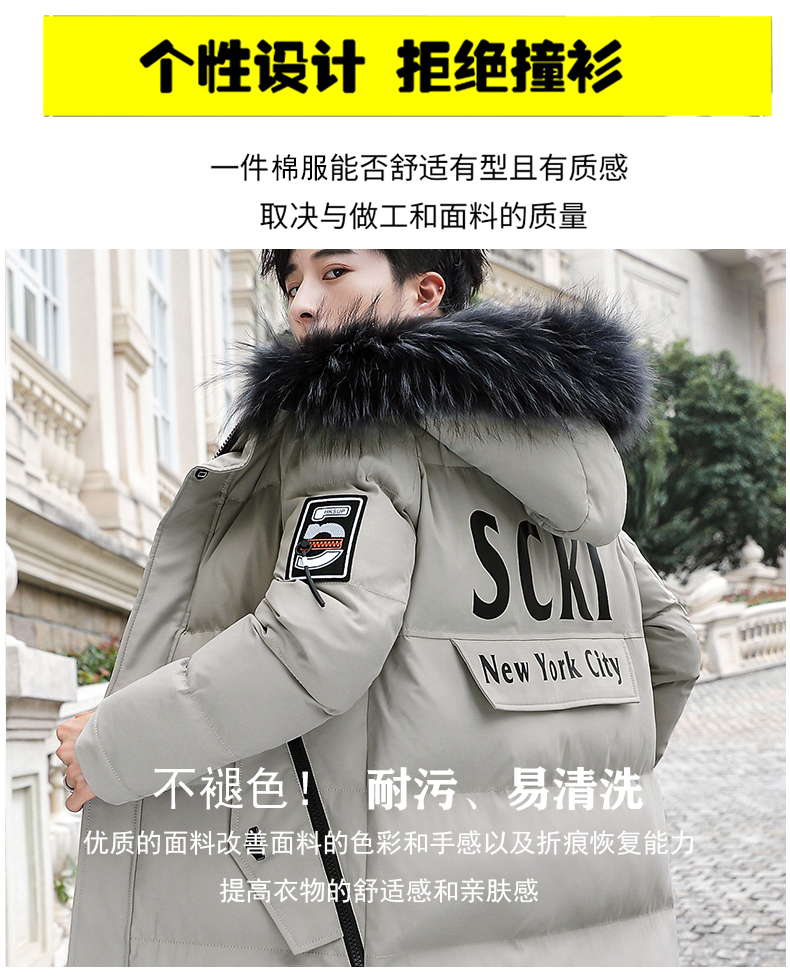 个性设计 拒绝撞衫
一件棉服能否舒适有型且有质感
取决与做工和面料的质量
HKSUP
SCKI
New York City
不褪色! 耐污、易清洗
优质的面料改善面料的色彩和手感以及折痕恢复能力
提高衣物的舒适感和亲肤感